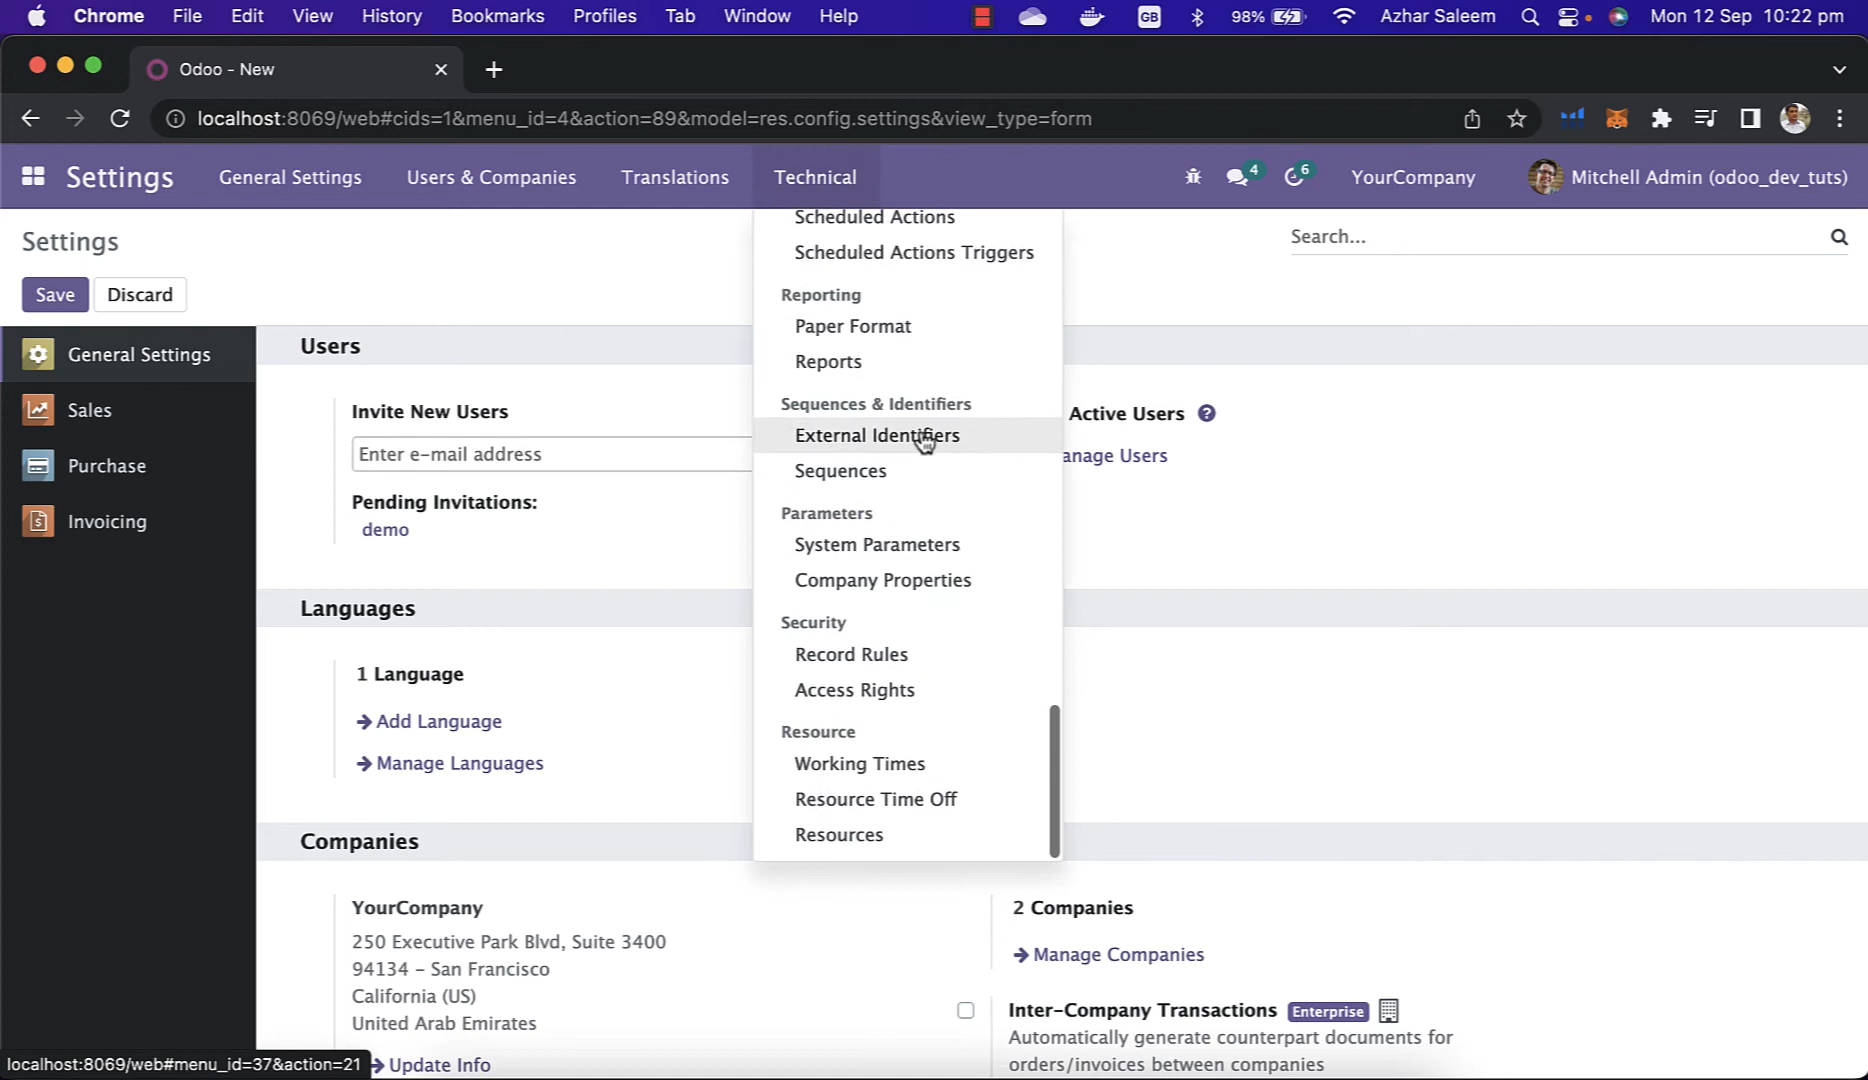 Chrome File Edit View History Bookmarks Profiles Tab Window Help GB 98% Azhar Saleem Mon 12 Sep 10:22 pm
Odoo - New
localhost:8069/web#cids=1&menu_id=4&action=89&model=res.config.settings&view_type=form
Settings General Settings Users & Companies Translations Technical 4 6 YourCompany Mitchell Admin (odoo_dev_tuts)
Settings
Search...
Save Discard
General Settings
Sales
Purchase
Invoicing
Users
Invite New Users
Enter e-mail address
Pending Invitations:
demo
Active Users
anage Users
Scheduled Actions
Scheduled Actions Triggers
Reporting
Paper Format
Reports
Sequences & Identifiers
External Identifiers
Sequences
Parameters
System Parameters
Company Properties
Security
Record Rules
Access Rights
Resource
Working Times
Resource Time Off
Resources
Languages
1 Language
Add Language
Manage Languages
Companies
YourCompany
250 Executive Park Blvd, Suite 3400
94134 - San Francisco
California (US)
United Arab Emirates
Update Info
2 Companies
Manage Companies
Inter-Company Transactions Enterprise
Automatically generate counterpart documents for
orders/invoices between companies
localhost:8069/web#menu_id=37&action=21